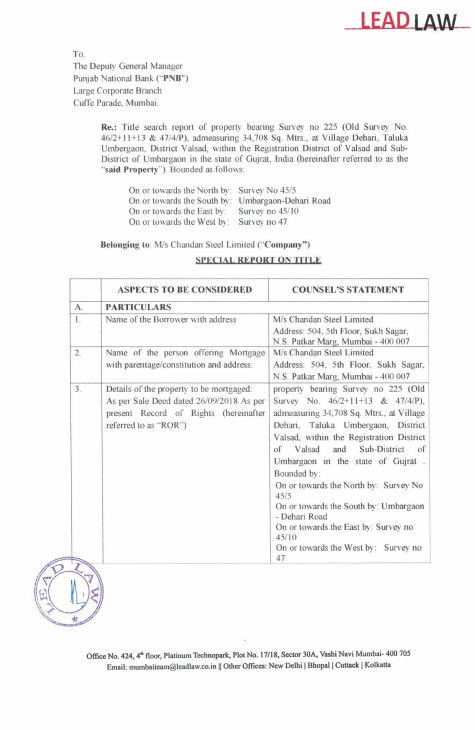 LEAD LAW
To,
The Deputy General Manager
Punjab National Bank ("PNB")
Large Corporate Branch
Cuffe Parade, Mumbai.
Re.: Title search report of property bearing Survey no 225 (Old Survey No.
46/2+11+13 & 47/4/P), admeasuring 34,708 Sq. Mtrs., at Village Dehari, Taluka
Umbergaon, District Valsad, within the Registration District of Valsad and Sub-
District of Umbargaon in the state of Gujrat, India (hereinafter referred to as the
"said Property"). Bounded as follows:
On or towards the North by: Survey No 45/5
On or towards the South by: Umbargaon-Dehari Road
On or towards the East by: Survey no 45/10
On or towards the West by: Survey no 47
Belonging to: M/s Chandan Steel Limited ("Company")
SPECIAL REPORT ON TITLE
ASPECTS TO BE CONSIDERED
COUNSEL'S STATEMENT
A. PARTICULARS
1. Name of the Borrower with address
M/s Chandan Steel Limited
Address: 504, 5th Floor, Sukh Sagar,
N.S. Patkar Marg, Mumbai - 400 007
2. Name of the person offering Mortgage
with parentage/constitution and address:
M/s Chandan Steel Limited
Address: 504, 5th Floor, Sukh Sagar,
N.S. Patkar Marg, Mumbai - 400 007
3. Details of the property to be mortgaged:
As per Sale Deed dated 26/09/2018 As per
present Record of Rights (hereinafter
referred to as "ROR")
property bearing Survey no 225 (Old
Survey No. 46/2+11+13 & 47/4/P),
admeasuring 34,708 Sq. Mtrs., at Village
Dehari, Taluka Umbergaon, District
Valsad, within the Registration District
of Valsad and Sub-District of
Umbargaon in the state of Gujrat .
Bounded by:
On or towards the North by: Survey No
45/5
On or towards the South by: Umbargaon
- Dehari Road
On or towards the East by: Survey no
45/10
On or towards the West by: Survey no
47
LEAD LAW
Office No. 424, 4th floor, Platinum Technopark, Plot No. 17/18, Sector 30A, Vashi Navi Mumbai- 400 705
Email: mumbaiteam@leadlaw.co.in || Other Offices: New Delhi | Bhopal | Cuttack | Kolkatta